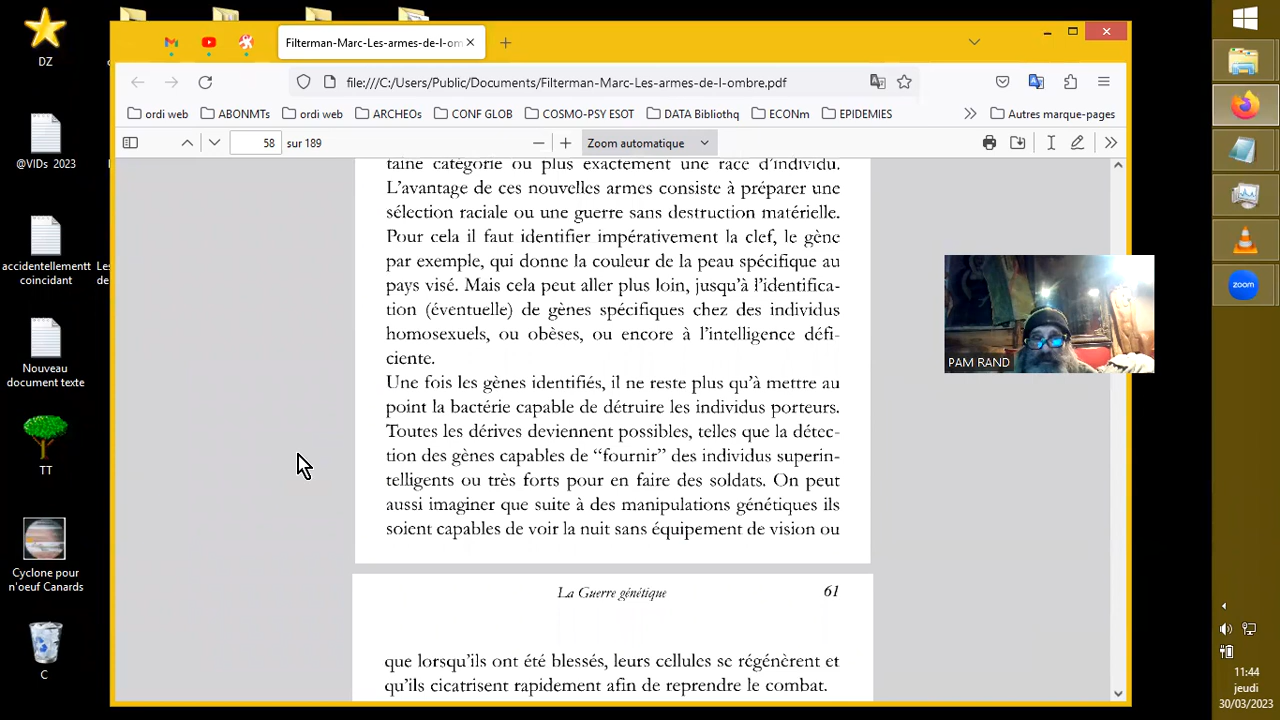 DZ
@VIDs 2023
accidentellementt
coincidant
Nouveau
document texte
TT
Cyclone pour
n'oeuf Canards
C
Filterman-Marc-Les-armes-de-l-om
file:///C:/Users/Public/Documents/Filterman-Marc-Les-armes-de-l-ombre.pdf
ordi web
ABONMTs
ordi web
ARCHEOs
CONF GLOB
COSMO-PSY ESOT
DATA Bibliothq
ECONm
EPIDEMIES
Autres marque-pages
58 sur 189
Zoom automatique
taine catégorie ou plus exactement une race d'individu.
L'avantage de ces nouvelles armes consiste à préparer une
sélection raciale ou une guerre sans destruction matérielle.
Pour cela il faut identifier impérativement la clef, le gène
par exemple, qui donne la couleur de la peau spécifique au
pays visé. Mais cela peut aller plus loin, jusqu'à l'identifica-
tion (éventuelle) de gènes spécifiques chez des individus
homosexuels, ou obèses, ou encore à l'intelligence défi-
ciente.
Une fois les gènes identifiés, il ne reste plus qu'à mettre au
point la bactérie capable de détruire les individus porteurs.
Toutes les dérives deviennent possibles, telles que la détec-
tion des gènes capables de “fournir” des individus superin-
telligents ou très forts pour en faire des soldats. On peut
aussi imaginer que suite à des manipulations génétiques ils
soient capables de voir la nuit sans équipement de vision ou
La Guerre génétique 61
que lorsqu'ils ont été blessés, leurs cellules se régénèrent et
qu'ils cicatrisent rapidement afin de reprendre le combat.
PAM RAND
zoom
11:44
jeudi
30/03/2023